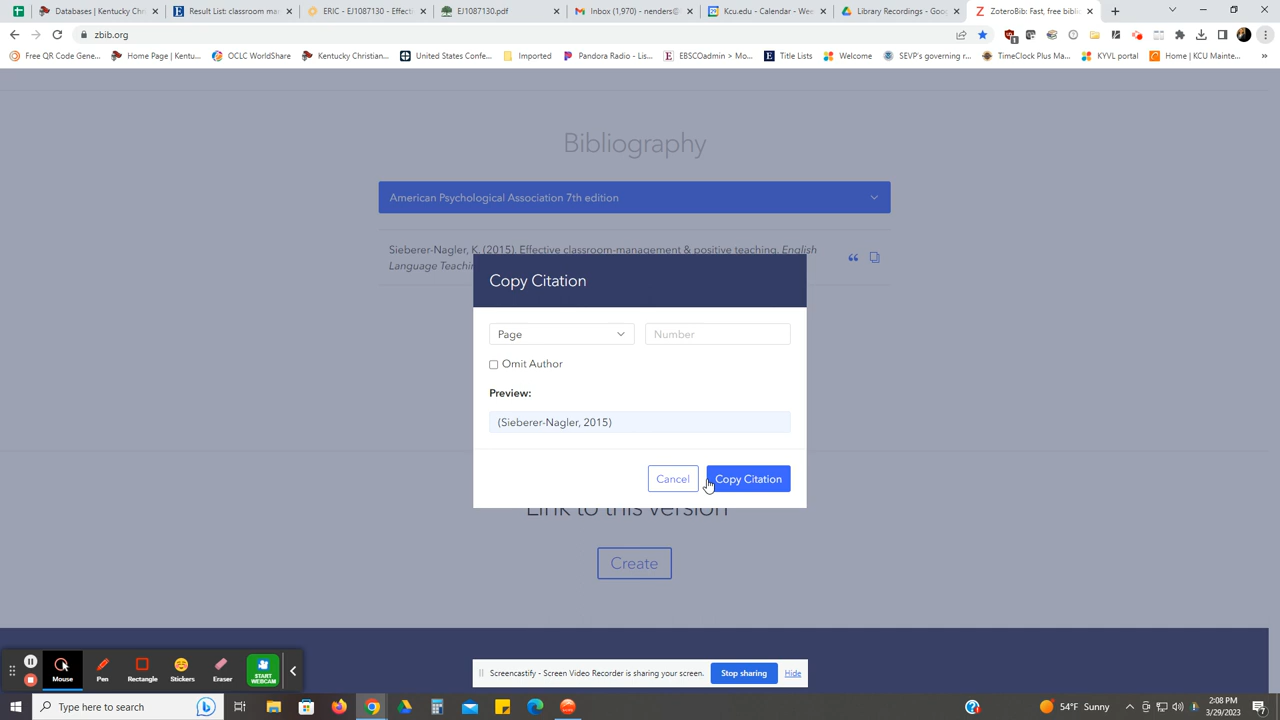 Databases | Kentucky Chr
Result List: classroom mar
ERIC - EJ1087130 - Effecti
EJ1087130.pdf
Inbox (1,970) - nenders@k
Kcu.edu - Calendar - Wee
Library Recordings - Goog
ZoteroBib: Fast, free bibli
zbib.org
Free QR Code Gene...
Home Page | Kentu...
OCLC WorldShare
Kentucky Christian...
United States Confe...
Imported
Pandora Radio - Lis...
EBSCOadmin > Mo...
Title Lists
Welcome
SEVP's governing r...
TimeClock Plus Ma...
KYVL portal
Home | KCU Mainte...
Bibliography
American Psychological Association 7th edition
Sieberer-Nagler, K. (2015). Effective classroom-management & positive teaching. English
Language Teachin
Copy Citation
Page
Number
Omit Author
Preview:
(Sieberer-Nagler, 2015)
Cancel
Copy Citation
Link to this version
Create
Mouse
Pen
Rectangle
Stickers
Eraser
START
WEBCAM
Screencastify - Screen Video Recorder is sharing your screen.
Stop sharing
Hide
Type here to search
54°F Sunny
2:08 PM
3/29/2023